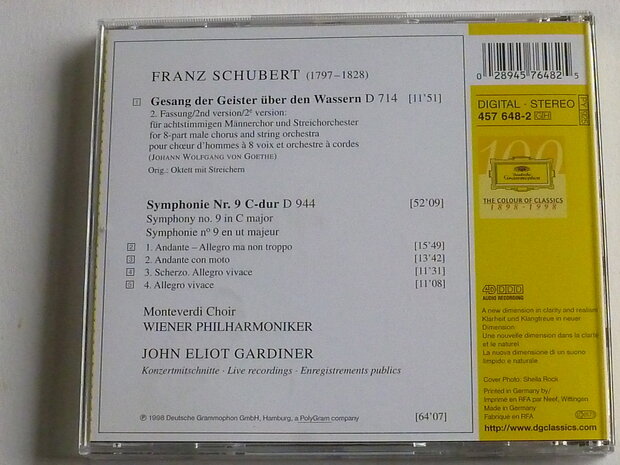 FRANZ SCHUBERT (1797–1828)
1 Gesang der Geister über den Wassern D 714 [11'51]
2. Fassung/2nd version/2e version:
für achtstimmigen Männerchor und Streichorchester
for 8-part male chorus and string orchestra
pour chœur d'hommes à 8 voix et orchestre à cordes
(JOHANN WOLFGANG VON GOETHE)
Orig.: Oktett mit Streichern
Symphonie Nr. 9 C-dur D 944 [52'09]
Symphony no. 9 in C major
Symphonie nº 9 en ut majeur
2 1. Andante – Allegro ma non troppo [15'49]
3 2. Andante con moto [13'42]
4 3. Scherzo. Allegro vivace [11'31]
5 4. Allegro vivace [11'08]
Monteverdi Choir
WIENER PHILHARMONIKER
JOHN ELIOT GARDINER
Konzertmitschnitte · Live recordings · Enregistrements publics
℗ 1998 Deutsche Grammophon GmbH, Hamburg, a PolyGram company [64'07]
0 28945 76482 5
DIGITAL · STEREO
457 648-2 GH
100
Deutsche
Grammophon
THE COLOUR OF CLASSICS
1898–1998
4D DDD
AUDIO RECORDING
A new dimension in clarity and realism
Klarheit und Klangtreue in neuer
Dimension
Une nouvelle dimension dans la clarté
et le naturel
La nuova dimensione di un suono
limpido e naturale
Cover Photo: Sheila Rock
Printed in Germany by/
Imprimé en RFA par Neef, Wittingen
Made in Germany
Fabriqué en RFA
http://www.dgclassics.com